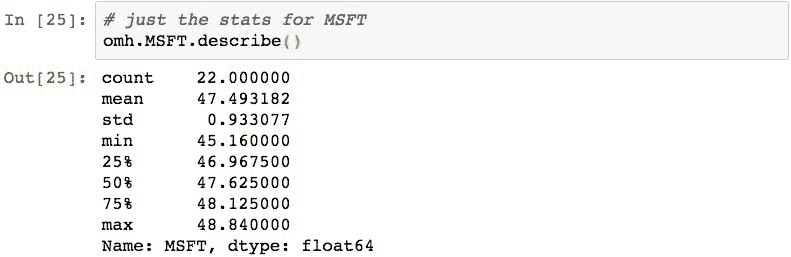 In [25]: # just the stats for MSFT
omh.MSFT.describe()
Out[25]: count    22.000000
mean     47.493182
std       0.933077
min      45.160000
25%      46.967500
50%      47.625000
75%      48.125000
max      48.840000
Name: MSFT, dtype: float64